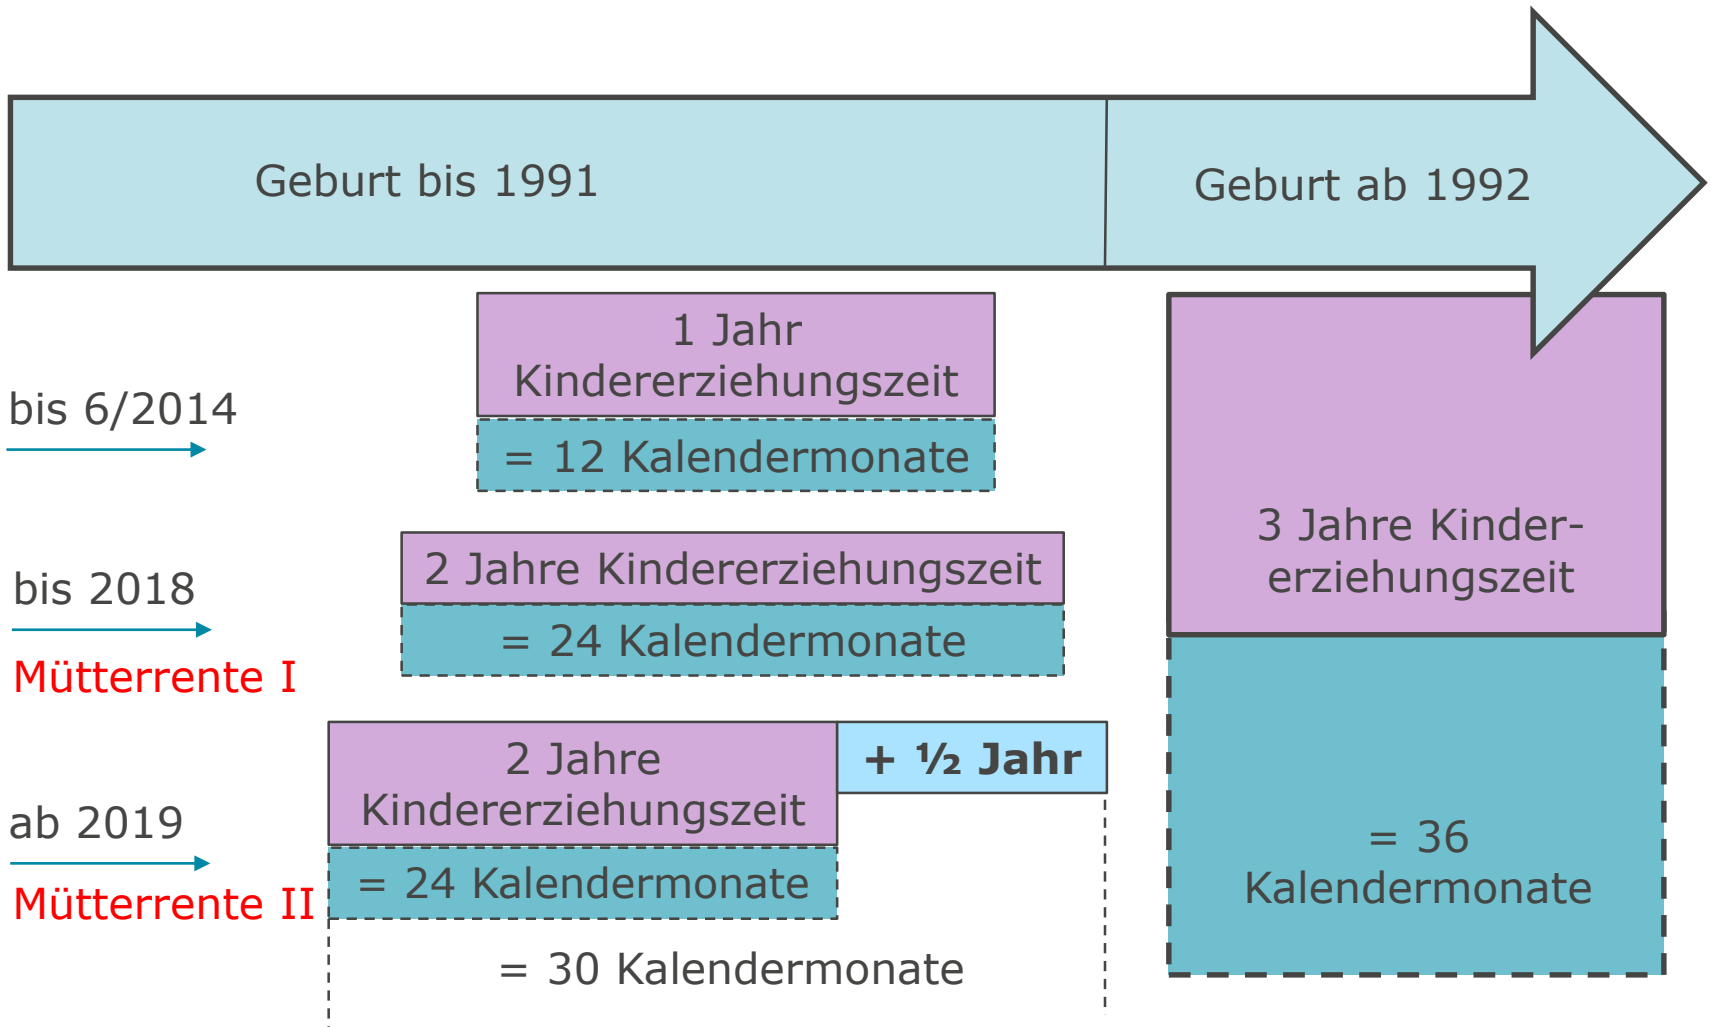 Geburt bis 1991
Geburt ab 1992
bis 6/2014
1 Jahr
Kindererziehungszeit
= 12 Kalendermonate
bis 2018
Mütterrente I
2 Jahre Kindererziehungszeit
= 24 Kalendermonate
ab 2019
Mütterrente II
2 Jahre
Kindererziehungszeit
+ ½ Jahr
= 24 Kalendermonate
= 30 Kalendermonate
3 Jahre Kinder-
erziehungszeit
= 36
Kalendermonate